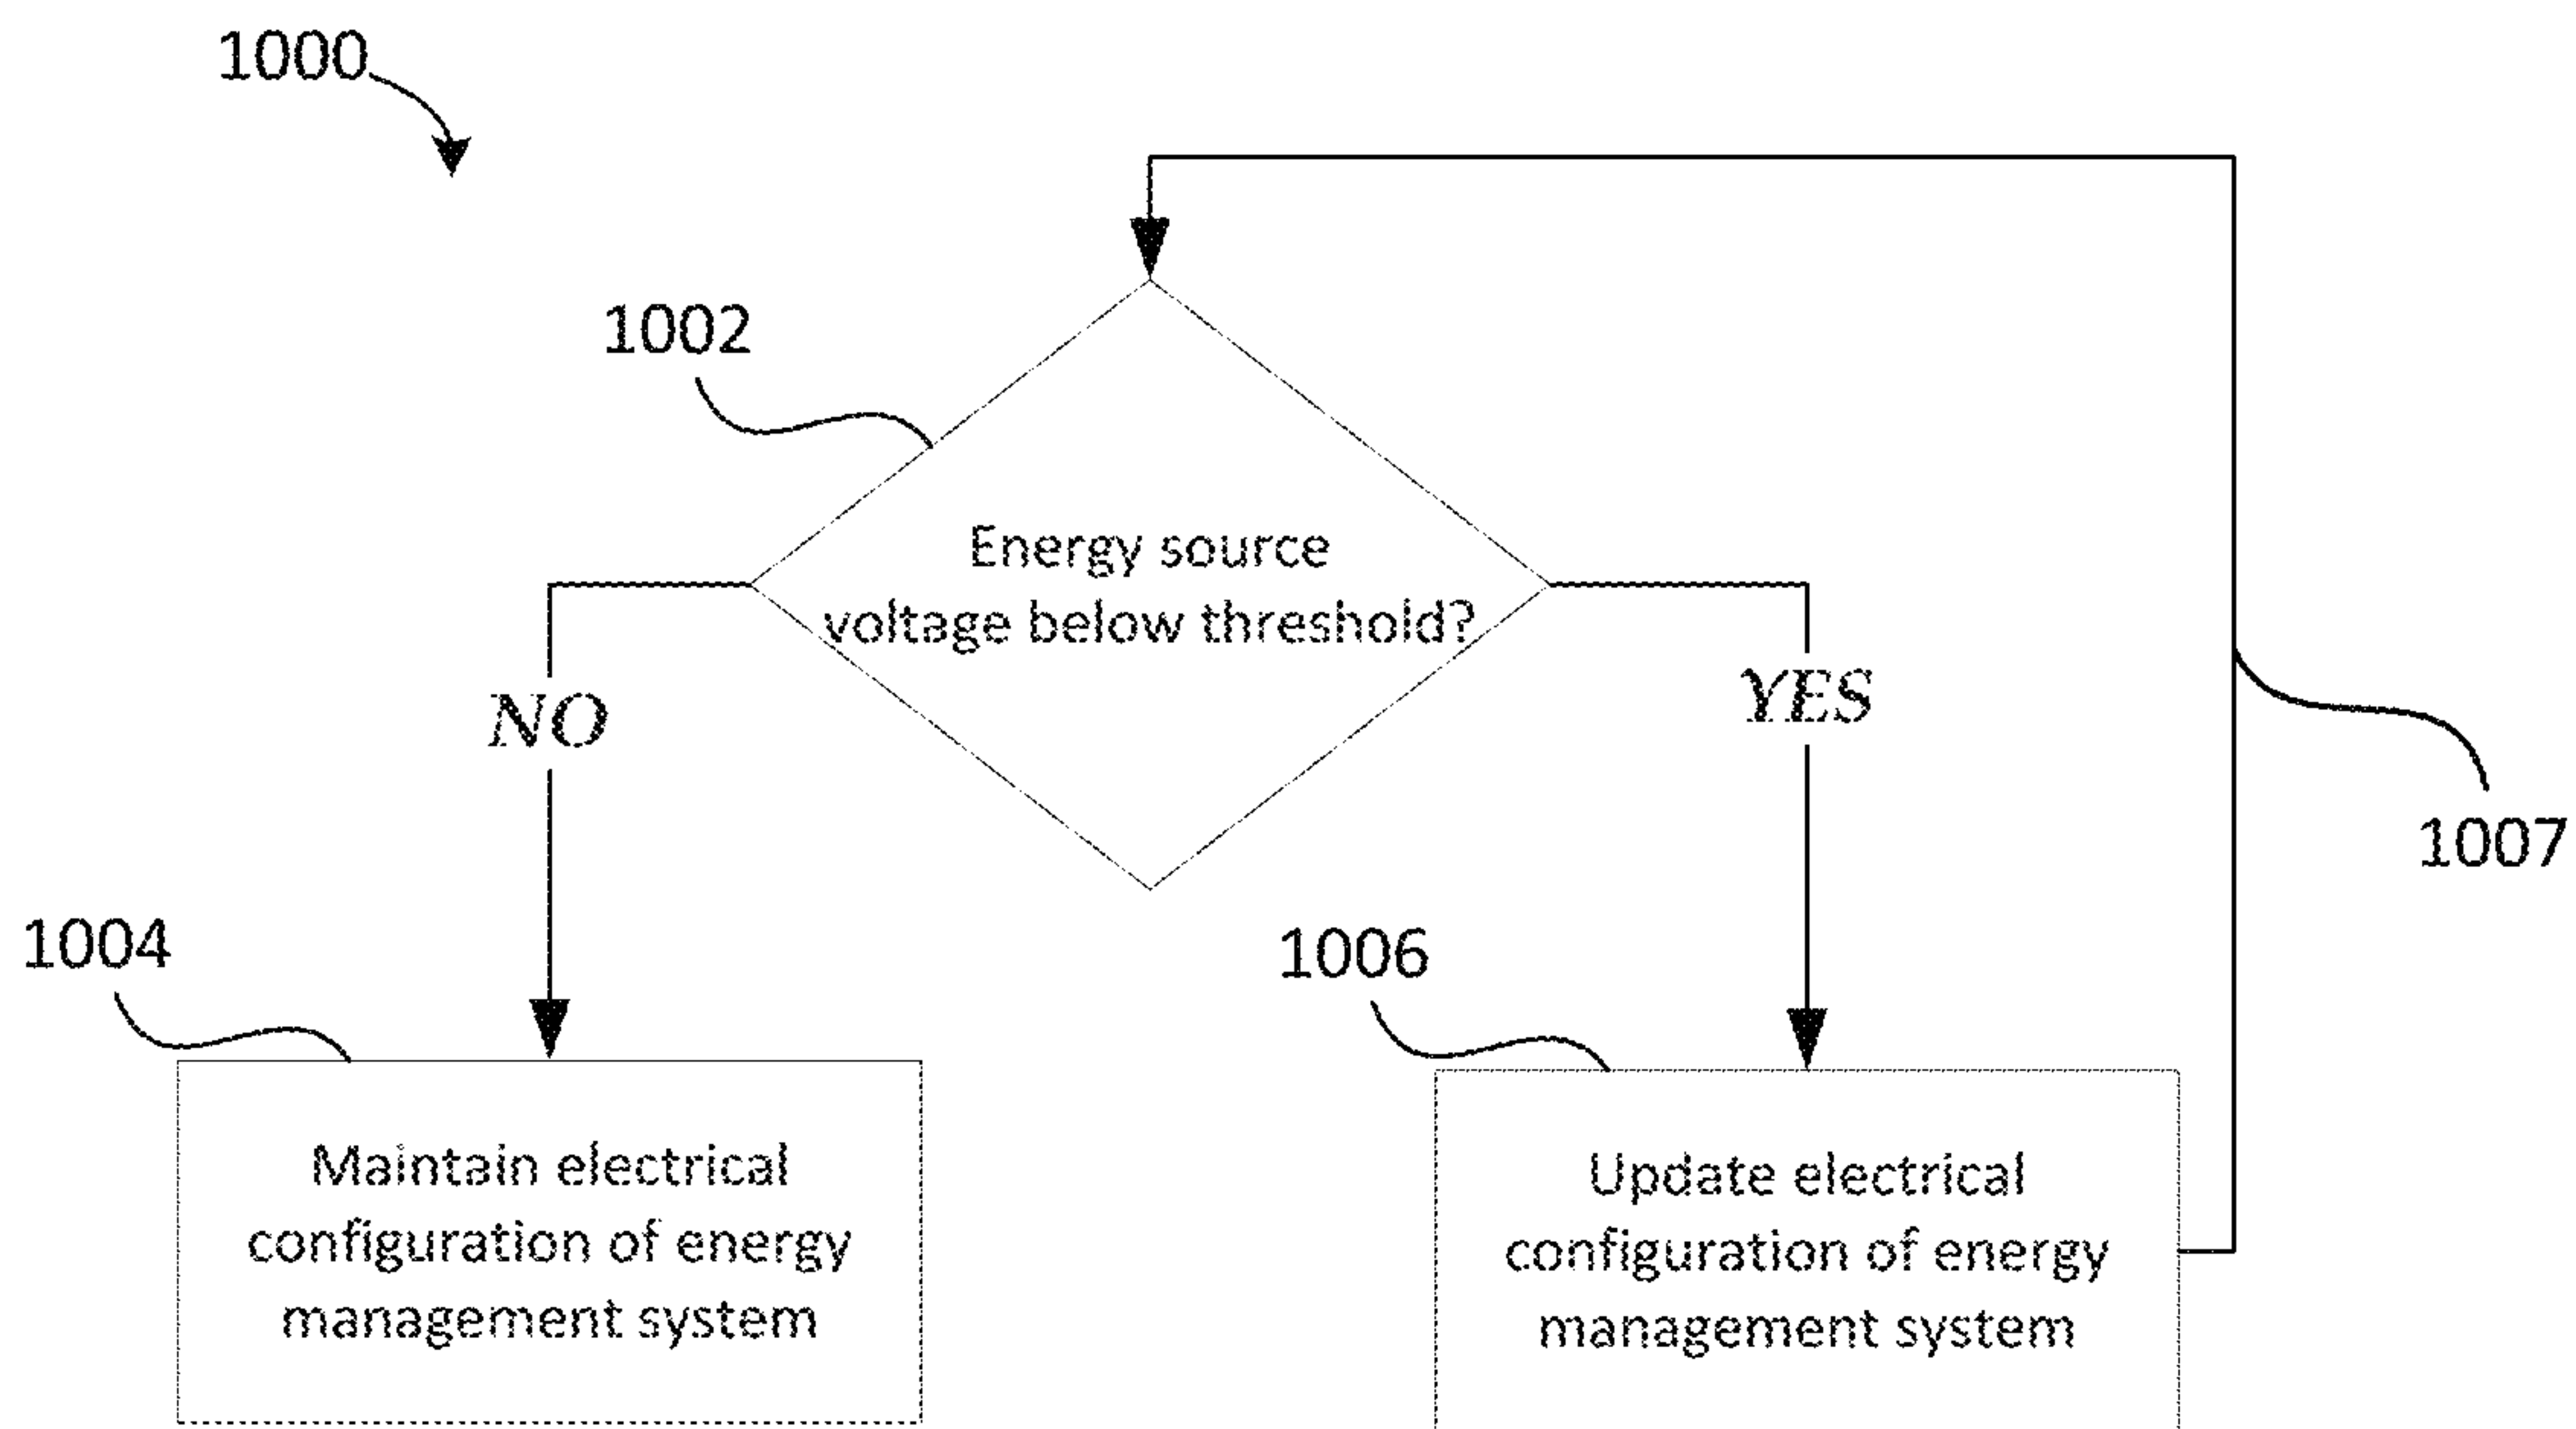 1000
1002
Energy source
voltage below threshold?
NO
YES
1007
1004
1006
Maintain electrical
configuration of energy
management system
Update electrical
configuration of energy
management system